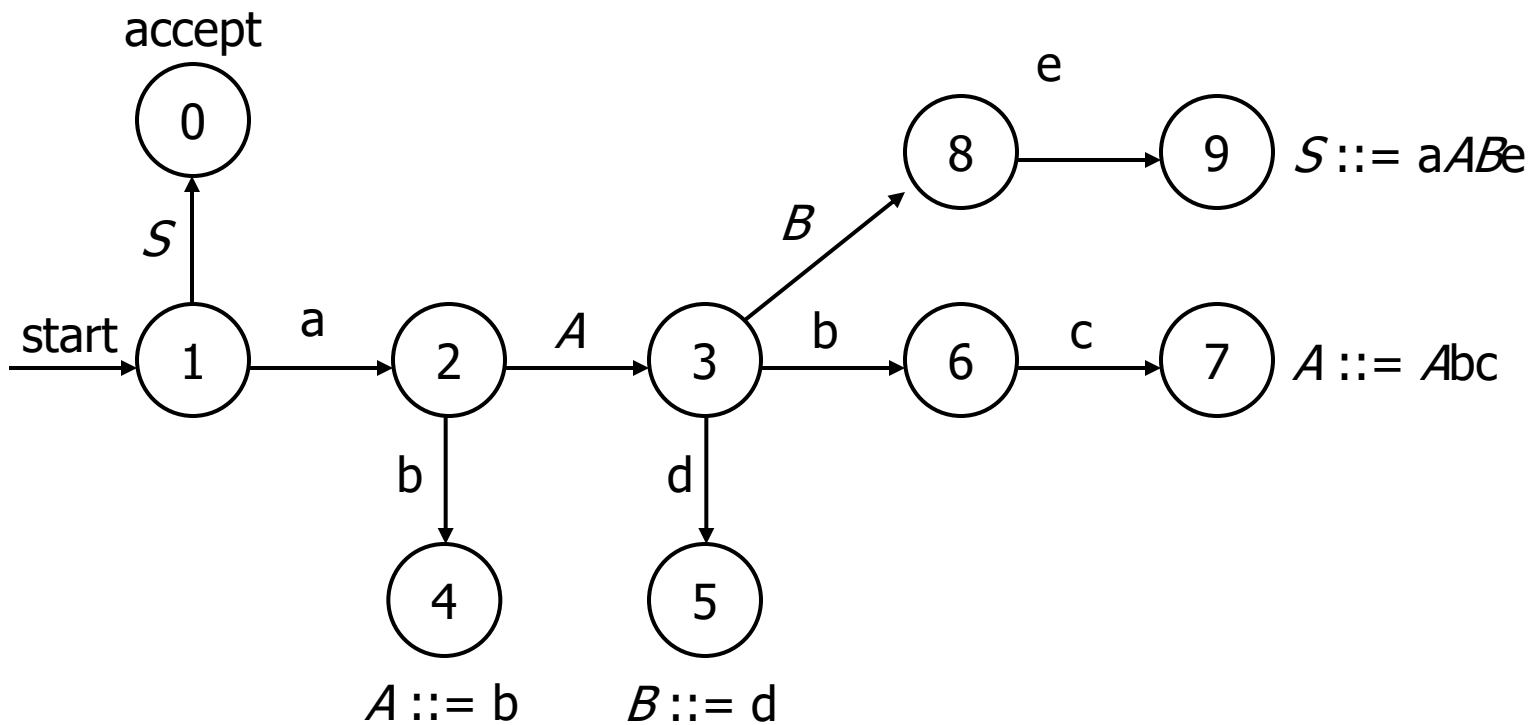 accept
0
e
8
9
S ::= aABe
B
S
start
1
a
2
A
3
b
6
c
7
A ::= Abc
b
d
4
5
A ::= b
B ::= d